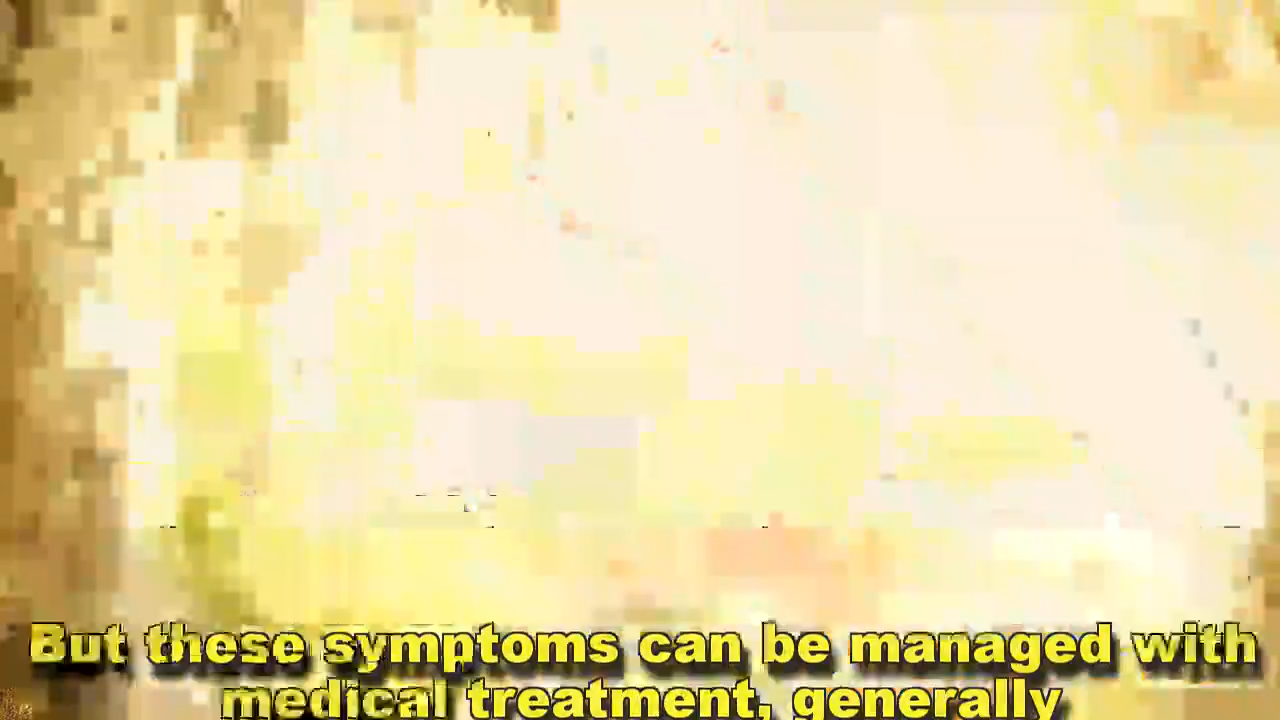 But these symptoms can be managed with
medical treatment, generally